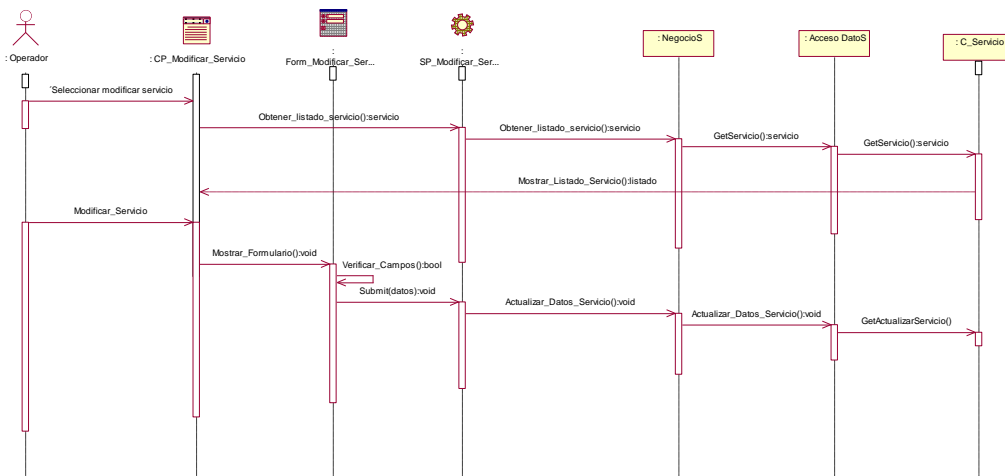 : Operador
: CP_Modificar_Servicio
:
Form_Modificar_Ser...
:
SP_Modificar_Ser...
: NegocioS
: Acceso DatoS
: C_Servicio
´Seleccionar modificar servicio
Obtener_listado_servicio():servicio
Obtener_listado_servicio():servicio
GetServicio():servicio
GetServicio():servicio
Mostrar_Listado_Servicio():listado
Modificar_Servicio
Mostrar_Formulario():void
Verificar_Campos():bool
Submit(datos):void
Actualizar_Datos_Servicio():void
Actualizar_Datos_Servicio():void
GetActualizarServicio()